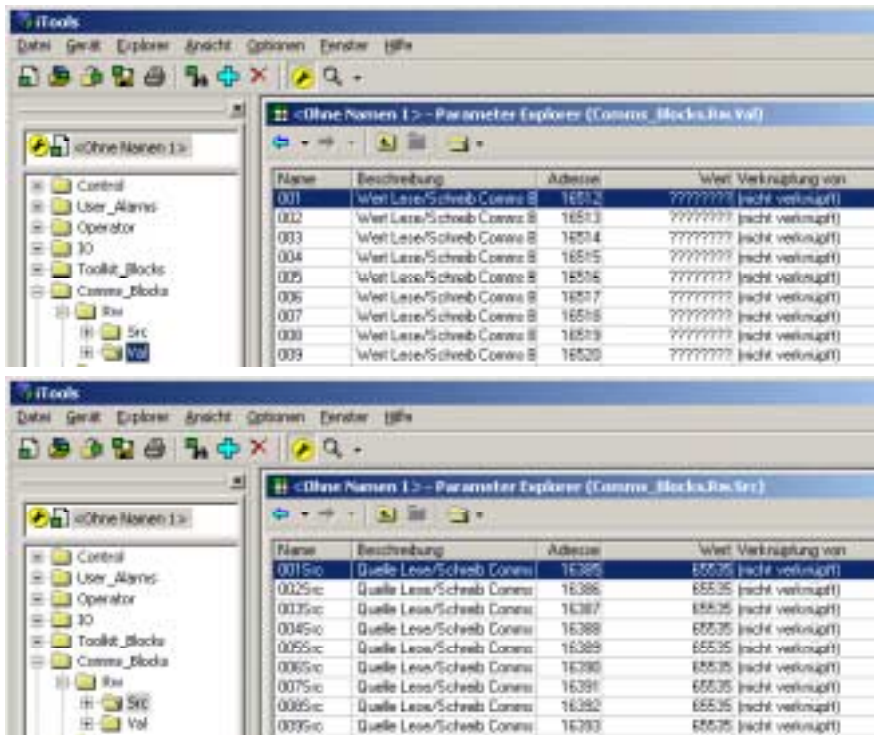 iTools
Datei Gerät Explorer Ansicht Optionen Fenster Hilfe
<Ohne Namen 1> - Parameter Explorer (Comms_Blocks.Rw.Val)
<Ohne Namen 1>
Control
User_Alarms
Operator
IO
Toolkit_Blocks
Comms_Blocks
Rw
Src
Val
Name Beschreibung Adresse Wert Verknüpfung von
001 Wert Lese/Schreib Comms B 16512 ???????? (nicht verknüpft)
002 Wert Lese/Schreib Comms B 16513 ???????? (nicht verknüpft)
003 Wert Lese/Schreib Comms B 16514 ???????? (nicht verknüpft)
004 Wert Lese/Schreib Comms B 16515 ???????? (nicht verknüpft)
005 Wert Lese/Schreib Comms B 16516 ???????? (nicht verknüpft)
006 Wert Lese/Schreib Comms B 16517 ???????? (nicht verknüpft)
007 Wert Lese/Schreib Comms B 16518 ???????? (nicht verknüpft)
008 Wert Lese/Schreib Comms B 16519 ???????? (nicht verknüpft)
009 Wert Lese/Schreib Comms B 16520 ???????? (nicht verknüpft)
iTools
Datei Gerät Explorer Ansicht Optionen Fenster Hilfe
<Ohne Namen 1> - Parameter Explorer (Comms_Blocks.Rw.Src)
<Ohne Namen 1>
Control
User_Alarms
Operator
IO
Toolkit_Blocks
Comms_Blocks
Rw
Src
Val
Name Beschreibung Adresse Wert Verknüpfung von
001Src Quelle Lese/Schreib Comms 16385 65535 (nicht verknüpft)
002Src Quelle Lese/Schreib Comms 16386 65535 (nicht verknüpft)
003Src Quelle Lese/Schreib Comms 16387 65535 (nicht verknüpft)
004Src Quelle Lese/Schreib Comms 16388 65535 (nicht verknüpft)
005Src Quelle Lese/Schreib Comms 16389 65535 (nicht verknüpft)
006Src Quelle Lese/Schreib Comms 16390 65535 (nicht verknüpft)
007Src Quelle Lese/Schreib Comms 16391 65535 (nicht verknüpft)
008Src Quelle Lese/Schreib Comms 16392 65535 (nicht verknüpft)
009Src Quelle Lese/Schreib Comms 16393 65535 (nicht verknüpft)